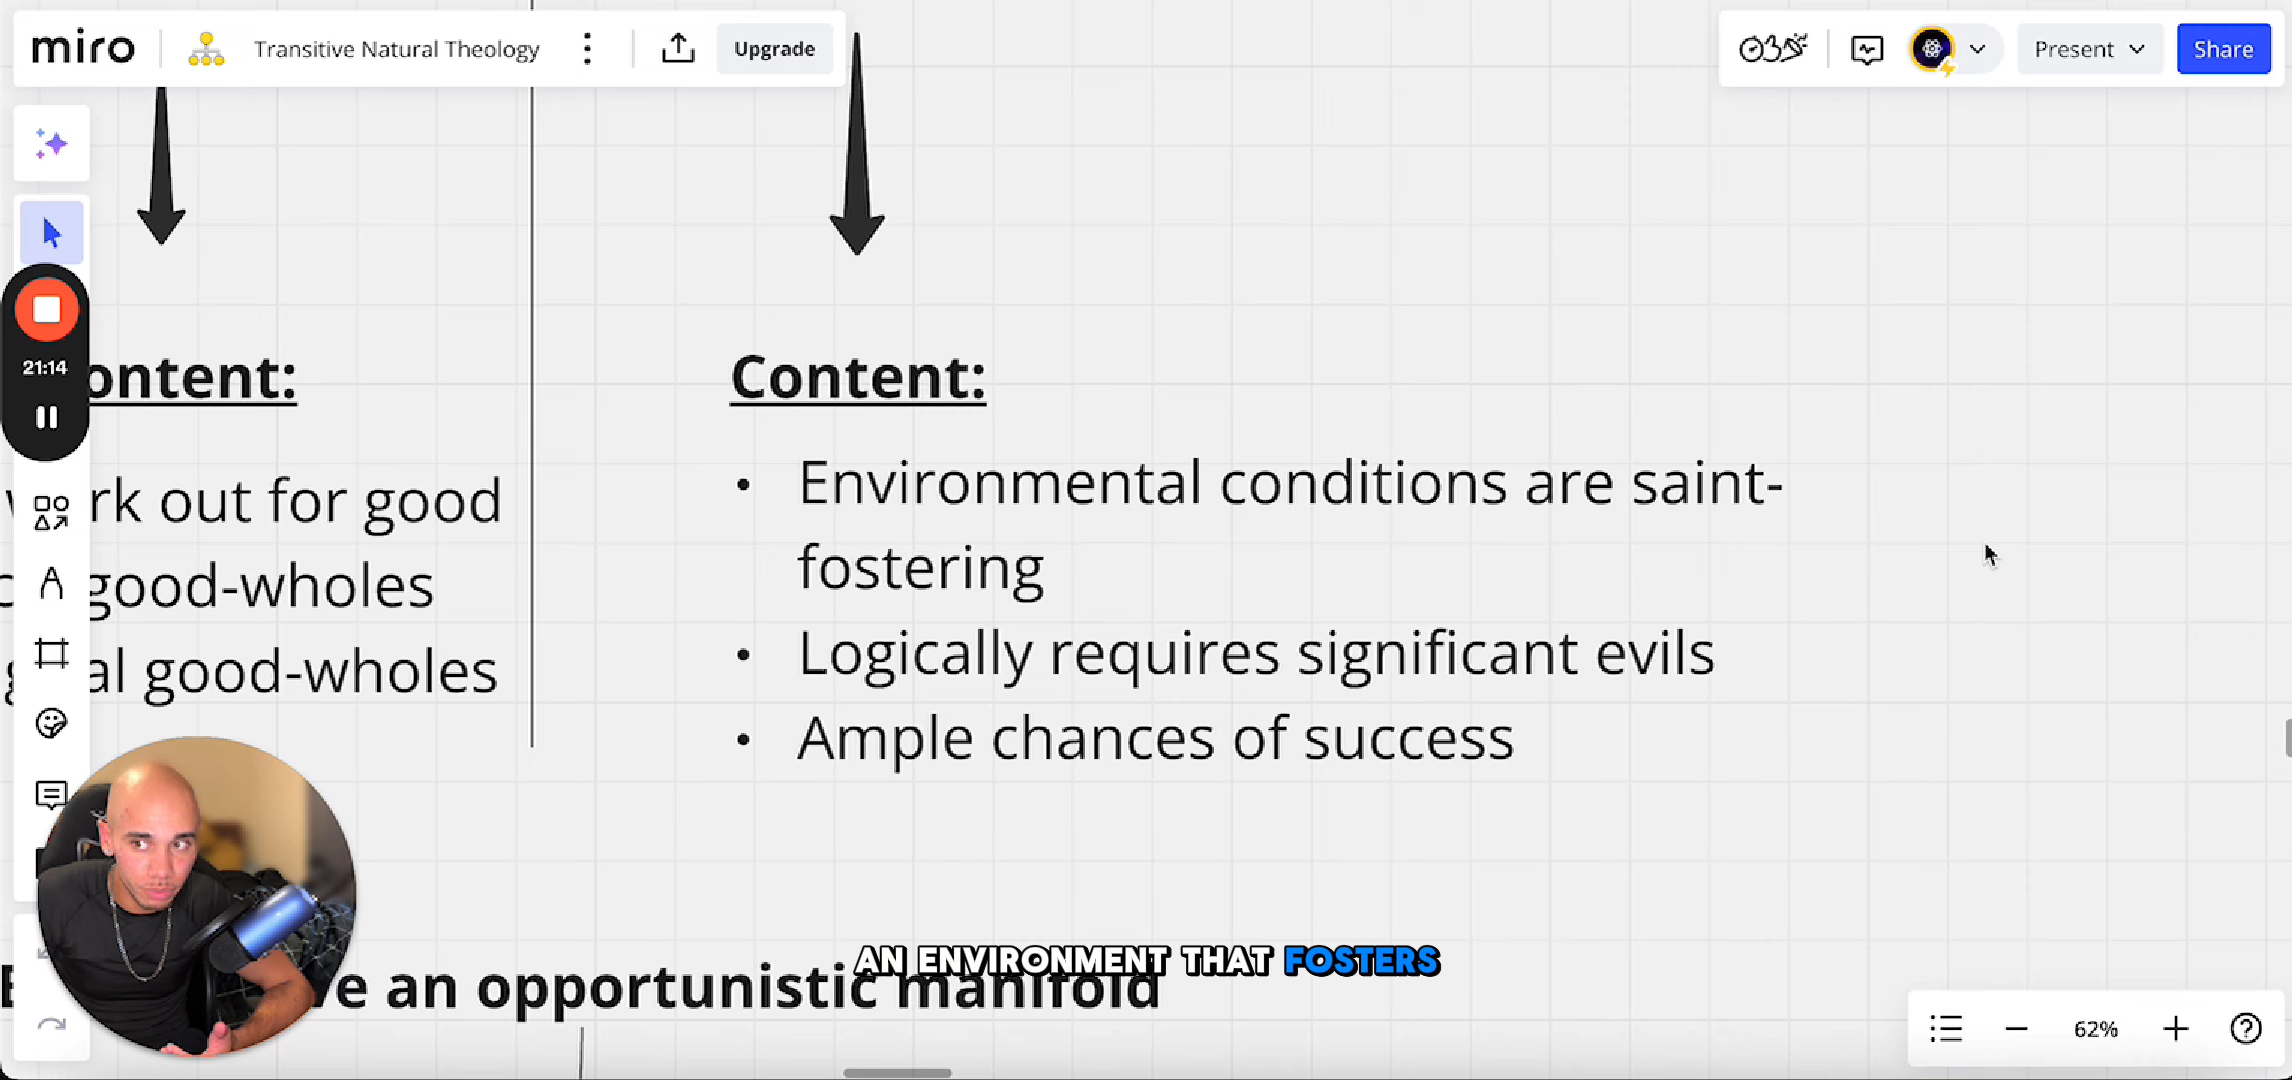 miro
Transitive Natural Theology
Upgrade
Present
Share
21:14
ontent:
rk out for good
good-wholes
al good-wholes
Content:
• Environmental conditions are saint-
fostering
• Logically requires significant evils
• Ample chances of success
AN ENVIRONMENT THAT FOSTERS
e an opportunistic manifold
62%